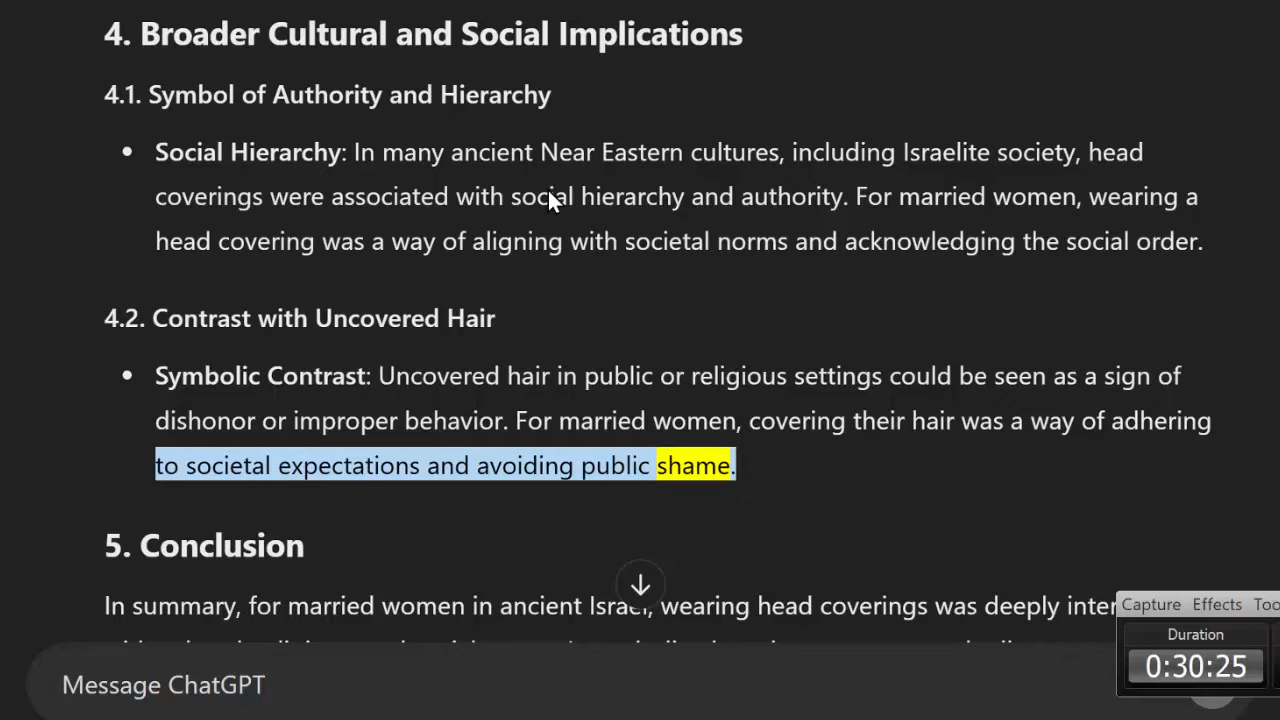 4. Broader Cultural and Social Implications
4.1. Symbol of Authority and Hierarchy
• Social Hierarchy: In many ancient Near Eastern cultures, including Israelite society, head
coverings were associated with social hierarchy and authority. For married women, wearing a
head covering was a way of aligning with societal norms and acknowledging the social order.
4.2. Contrast with Uncovered Hair
• Symbolic Contrast: Uncovered hair in public or religious settings could be seen as a sign of
dishonor or improper behavior. For married women, covering their hair was a way of adhering
to societal expectations and avoiding public shame.
5. Conclusion
In summary, for married women in ancient Israel, wearing head coverings was deeply
Capture Effects
Duration
0:30:25
Message ChatGPT